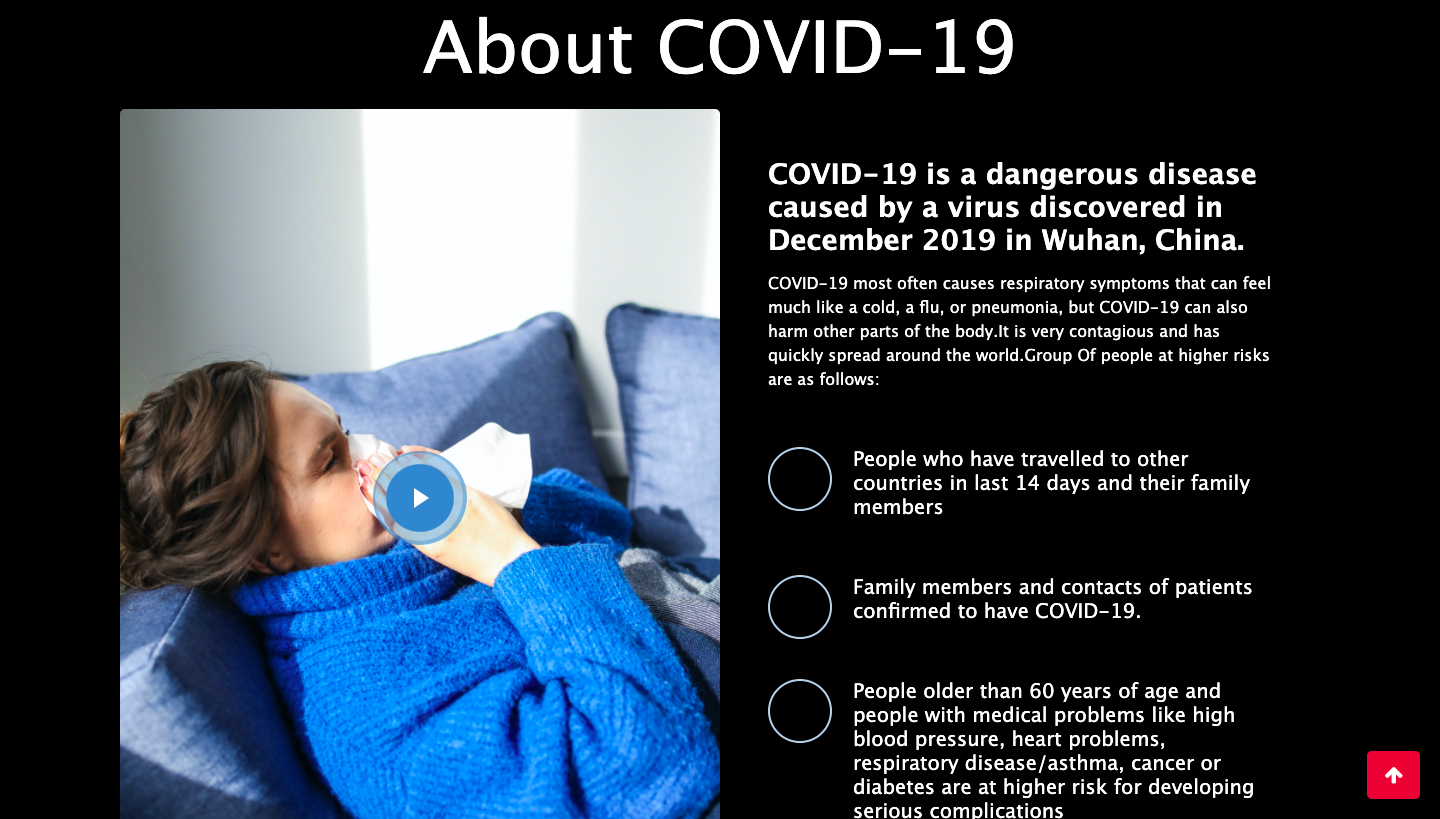 About COVID-19
COVID-19 is a dangerous disease
caused by a virus discovered in
December 2019 in Wuhan, China.
COVID-19 most often causes respiratory symptoms that can feel
much like a cold, a flu, or pneumonia, but COVID-19 can also
harm other parts of the body.It is very contagious and has
quickly spread around the world.Group Of people at higher risks
are as follows:
People who have travelled to other
countries in last 14 days and their family
members
Family members and contacts of patients
confirmed to have COVID-19.
People older than 60 years of age and
people with medical problems like high
blood pressure, heart problems,
respiratory disease/asthma, cancer or
diabetes are at higher risk for developing
serious complications